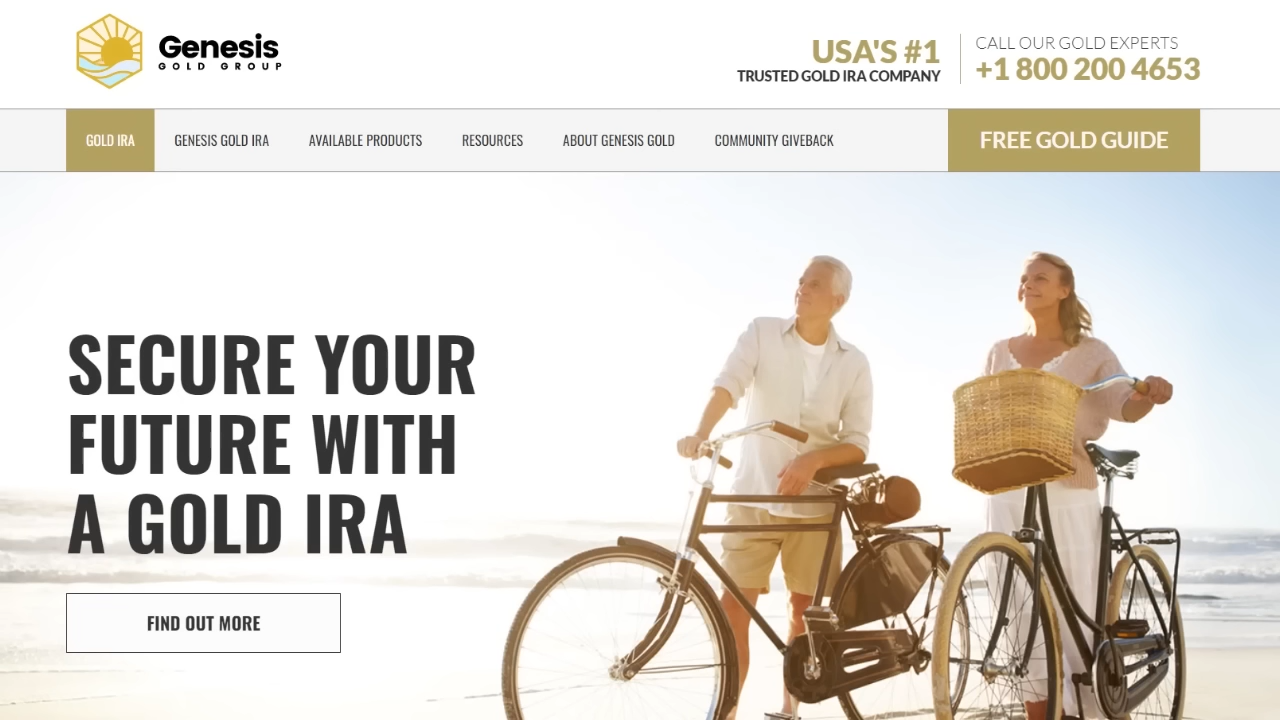 Genesis
GOLD GROUP
USA'S #1
TRUSTED GOLD IRA COMPANY
CALL OUR GOLD EXPERTS
+1 800 200 4653
GOLD IRA
GENESIS GOLD IRA
AVAILABLE PRODUCTS
RESOURCES
ABOUT GENESIS GOLD
COMMUNITY GIVEBACK
FREE GOLD GUIDE
SECURE YOUR
FUTURE WITH
A GOLD IRA
FIND OUT MORE